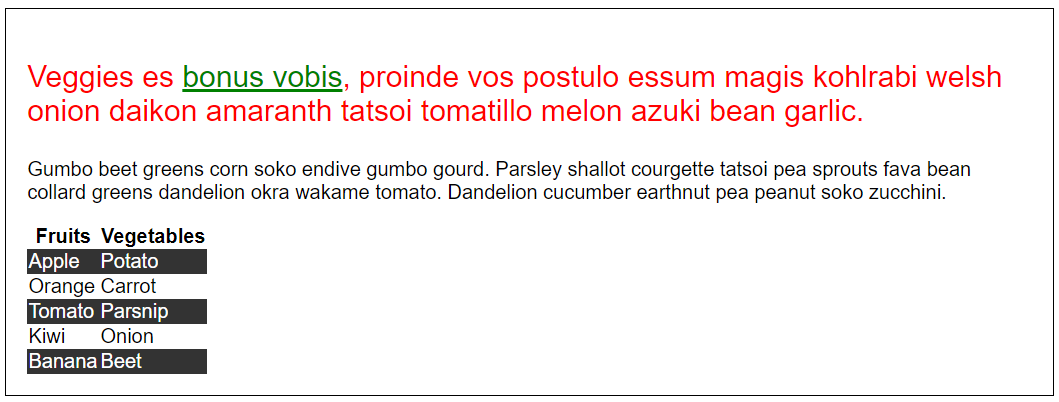 Veggies es bonus vobis, proinde vos postulo essum magis kohlrabi welsh
onion daikon amaranth tatsoi tomatillo melon azuki bean garlic.
Gumbo beet greens corn soko endive gumbo gourd. Parsley shallot courgette tatsoi pea sprouts fava bean
collard greens dandelion okra wakame tomato. Dandelion cucumber earthnut pea peanut soko zucchini.
Fruits Vegetables
Apple Potato
Orange Carrot
Tomato Parsnip
Kiwi Onion
Banana Beet